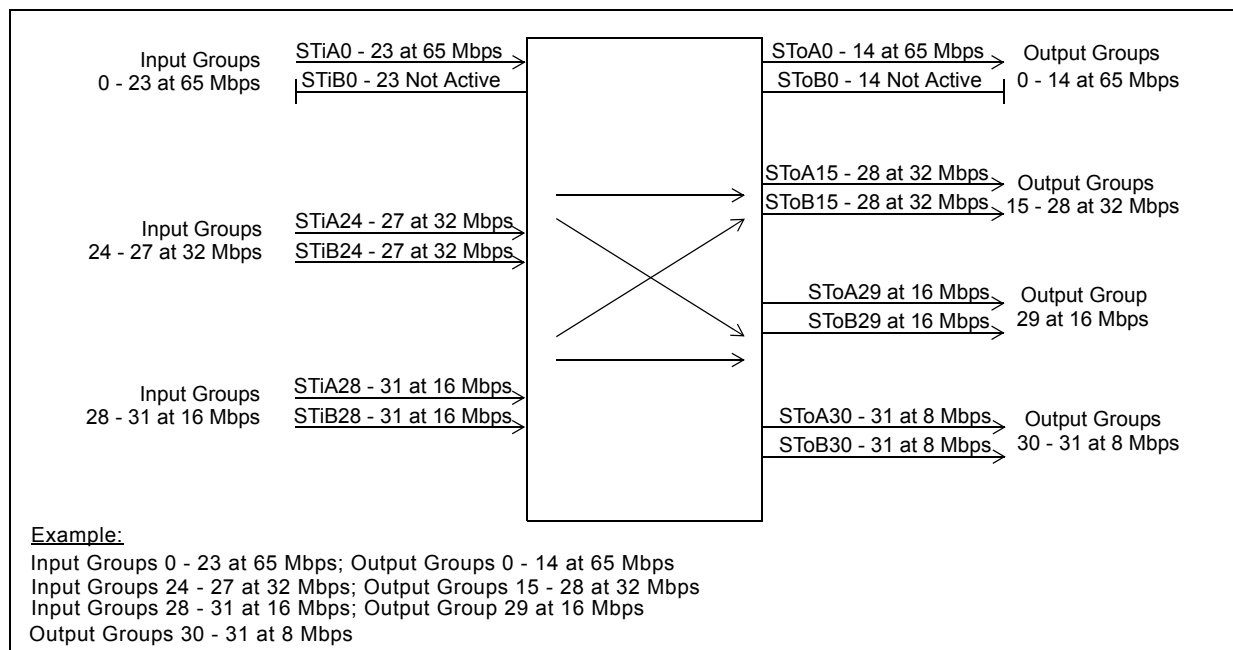 Input Groups
0 - 23 at 65 Mbps
STiA0 - 23 at 65 Mbps
STiB0 - 23 Not Active
Input Groups
24 - 27 at 32 Mbps
STiA24 - 27 at 32 Mbps
STiB24 - 27 at 32 Mbps
Input Groups
28 - 31 at 16 Mbps
STiA28 - 31 at 16 Mbps
STiB28 - 31 at 16 Mbps
SToA0 - 14 at 65 Mbps
SToB0 - 14 Not Active
Output Groups
0 - 14 at 65 Mbps
SToA15 - 28 at 32 Mbps
SToB15 - 28 at 32 Mbps
Output Groups
15 - 28 at 32 Mbps
SToA29 at 16 Mbps
SToB29 at 16 Mbps
Output Group
29 at 16 Mbps
SToA30 - 31 at 8 Mbps
SToB30 - 31 at 8 Mbps
Output Groups
30 - 31 at 8 Mbps
Example:
Input Groups 0 - 23 at 65 Mbps; Output Groups 0 - 14 at 65 Mbps
Input Groups 24 - 27 at 32 Mbps; Output Groups 15 - 28 at 32 Mbps
Input Groups 28 - 31 at 16 Mbps; Output Group 29 at 16 Mbps
Output Groups 30 - 31 at 8 Mbps